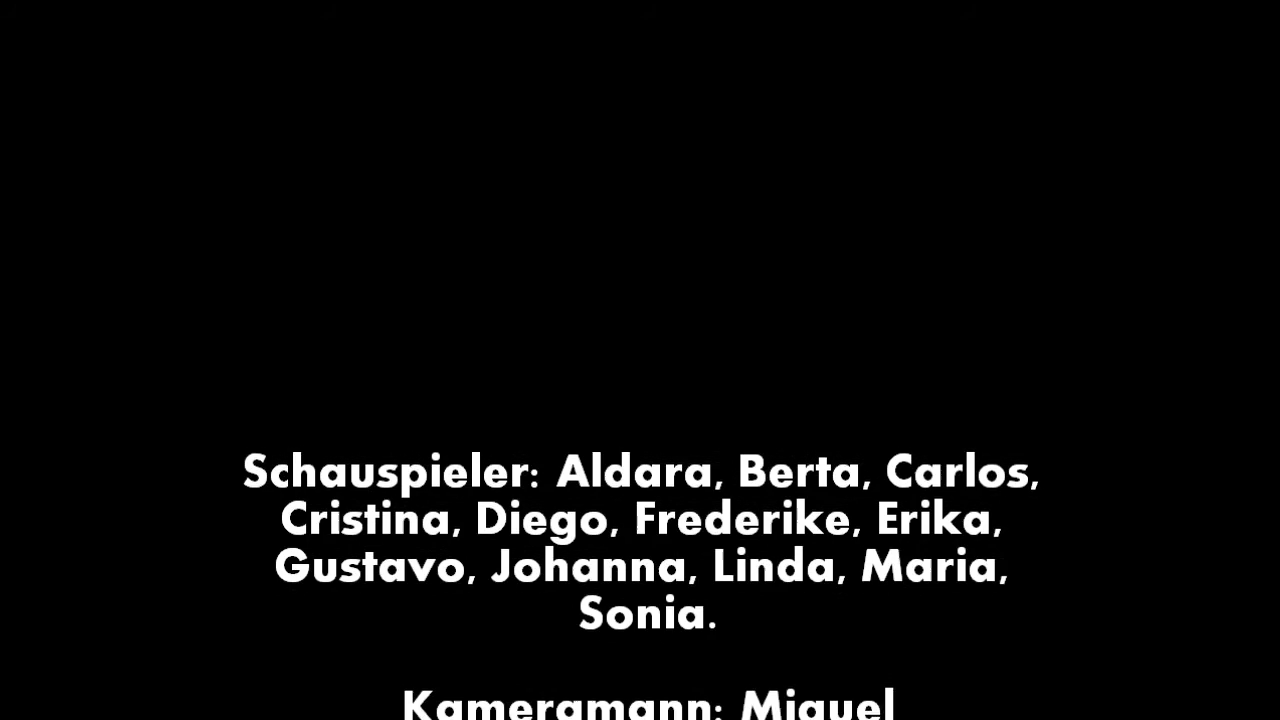 Schauspieler: Aldara, Berta, Carlos,
Cristina, Diego, Frederike, Erika,
Gustavo, Johanna, Linda, Maria,
Sonia.
Kameramann: Miguel